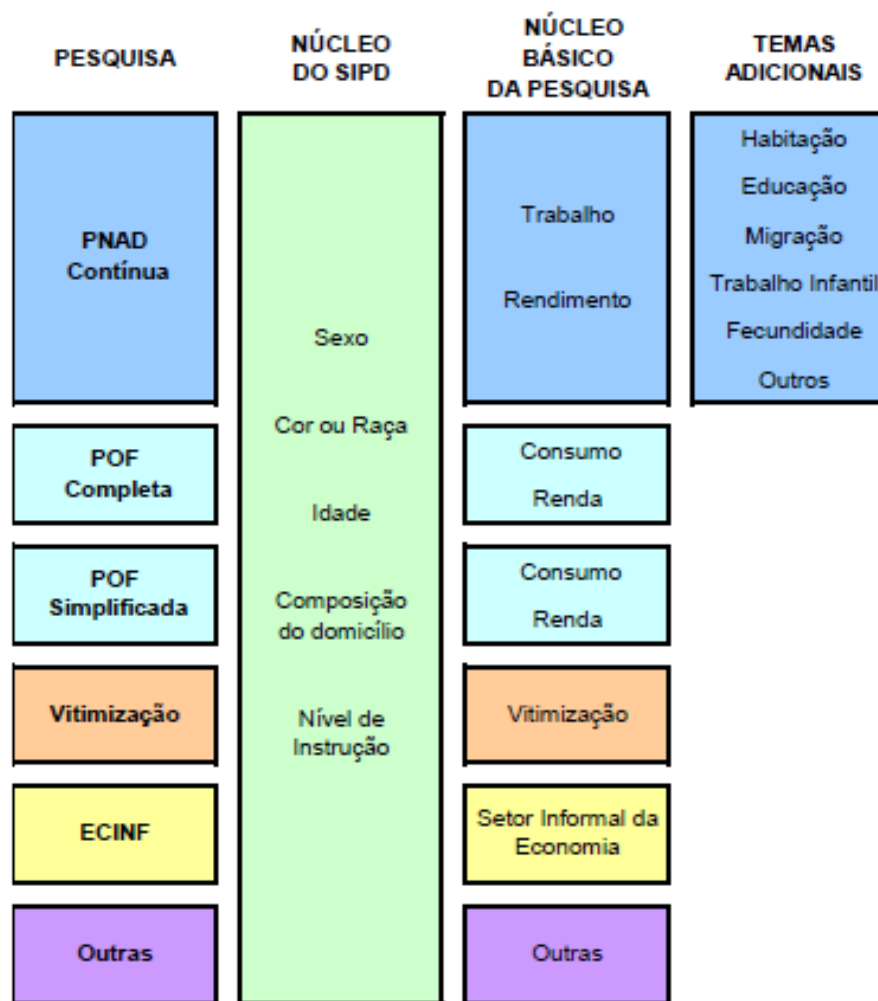 PESQUISA
NÚCLEO
DO SIPD
NÚCLEO
BÁSICO
DA PESQUISA
TEMAS
ADICIONAIS
PNAD
Contínua
POF
Completa
POF
Simplificada
Vitimização
ECINF
Outras
Sexo
Cor ou Raça
Idade
Composição
do domicílio
Nível de
Instrução
Trabalho
Rendimento
Consumo
Renda
Consumo
Renda
Vitimização
Setor Informal da
Economia
Outras
Habitação
Educação
Migração
Trabalho Infantil
Fecundidade
Outros